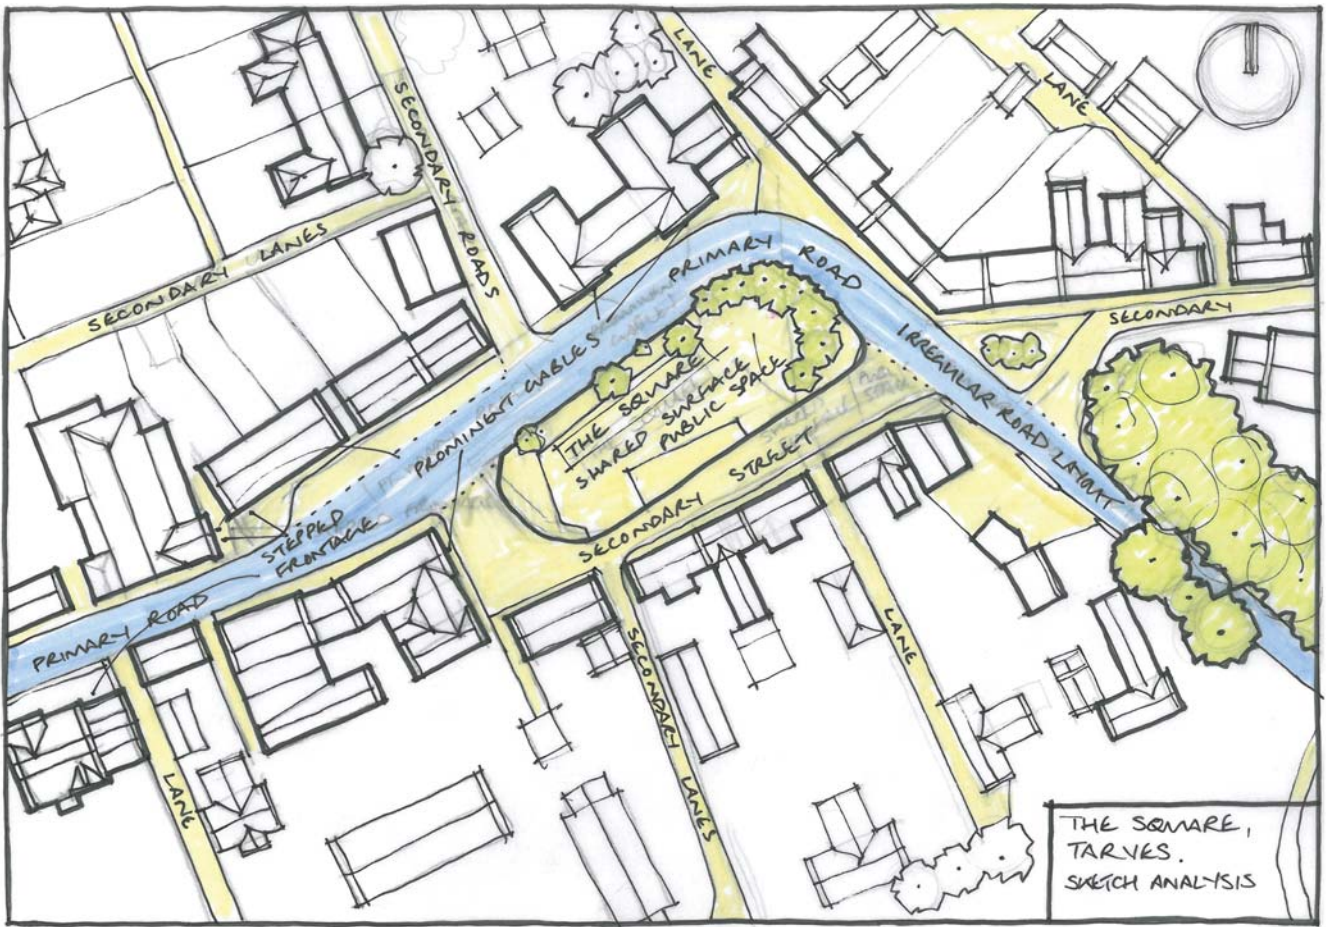 LANE
LANE
SECONDARY ROADS
SECONDARY LANES
PRIMARY ROAD
SECONDARY
IRREGULAR ROAD LAYOUT
PROMINENT GABLES
THE SQUARE
SHARED SURFACE
PUBLIC SPACE
SECONDARY STREET
STEPPED
FRONTAGE
PRIMARY ROAD
LANE
SECONDARY LANES
LANE
THE SQUARE,
TARVES.
SKETCH ANALYSIS